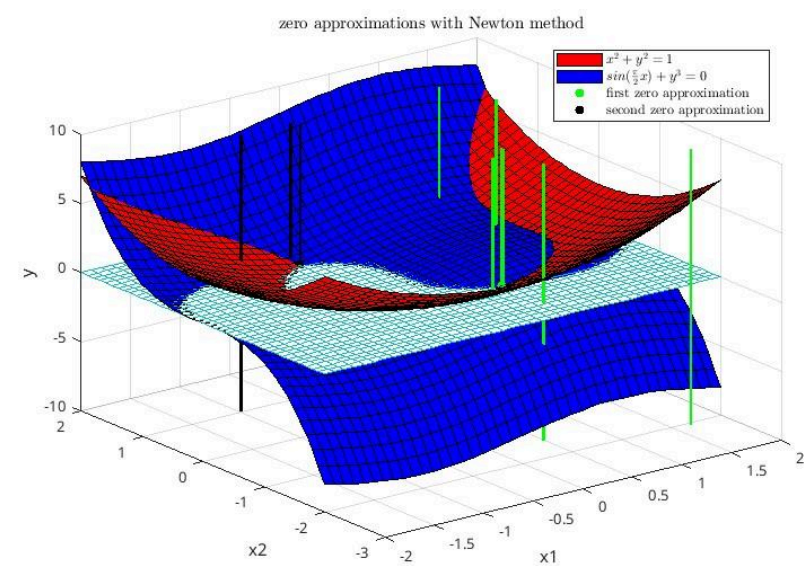 zero approximations with Newton method
x² + y² = 1
sin(π/2 x) + y³ = 0
first zero approximation
second zero approximation
10
5
0
-5
-10
y
2
1
0
-1
-2
-3
x2
-2
-1.5
-1
-0.5
0
0.5
1
1.5
2
x1